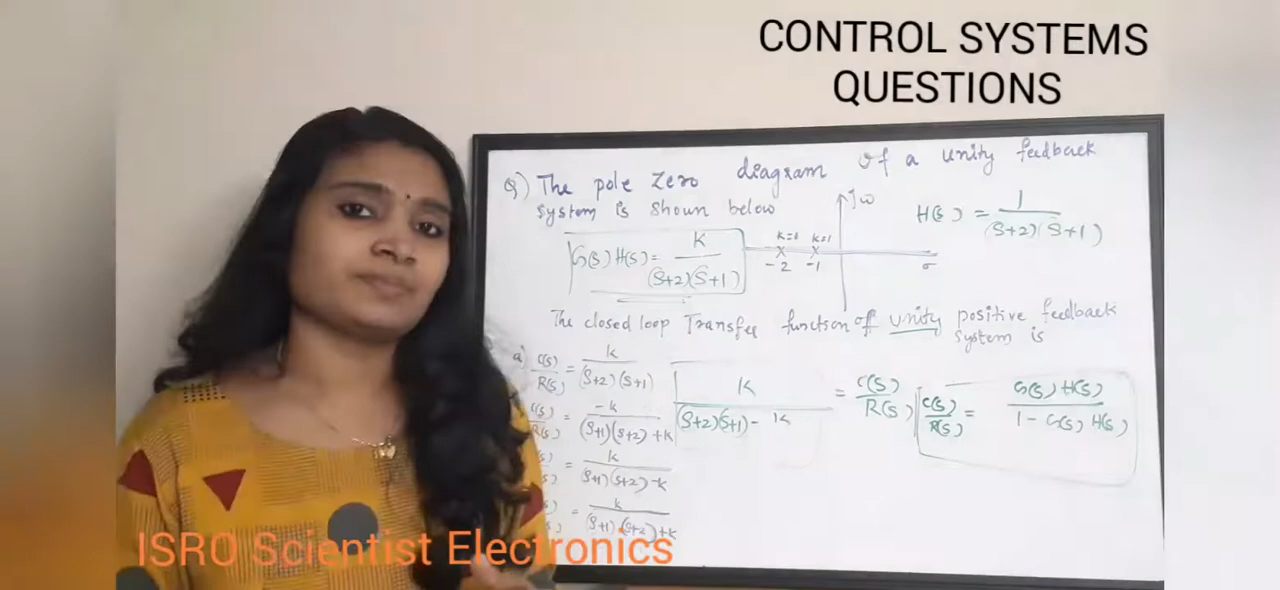 CONTROL SYSTEMS
QUESTIONS
Q) The pole zero diagram of a unity feedback
system is shown below
jω
H(s) = 1/(s+2)(s+1)
G(s)H(s) = K/(s+2)(s+1)
k=1
x x
-2 -1
σ
The closed loop Transfer function of unity positive feedback
system is
a) C(s)/R(s) = k/(s+2)(s+1)
C(s)/R(s) = -k/(s+1)(s+2)+k
= k/(s+1)(s+2)-k
= k/(s+1)(s+2)+k
K/(s+2)(s+1)-K = C(s)/R(s)
C(s)/R(s) = G(s)H(s)/1-G(s)H(s)
ISRO Scientist Electronics